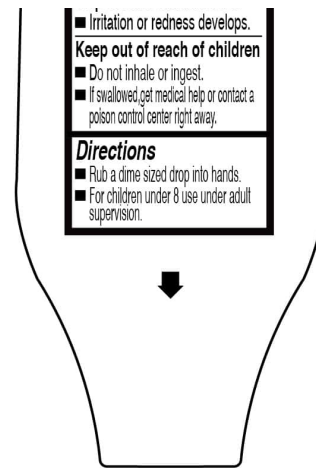 ■ Irritation or redness develops.
Keep out of reach of children
■ Do not inhale or ingest.
■ If swallowed,get medical help or contact a
poison control center right away.
Directions
■ Rub a dime sized drop into hands.
■ For children under 8 use under adult
supervision.